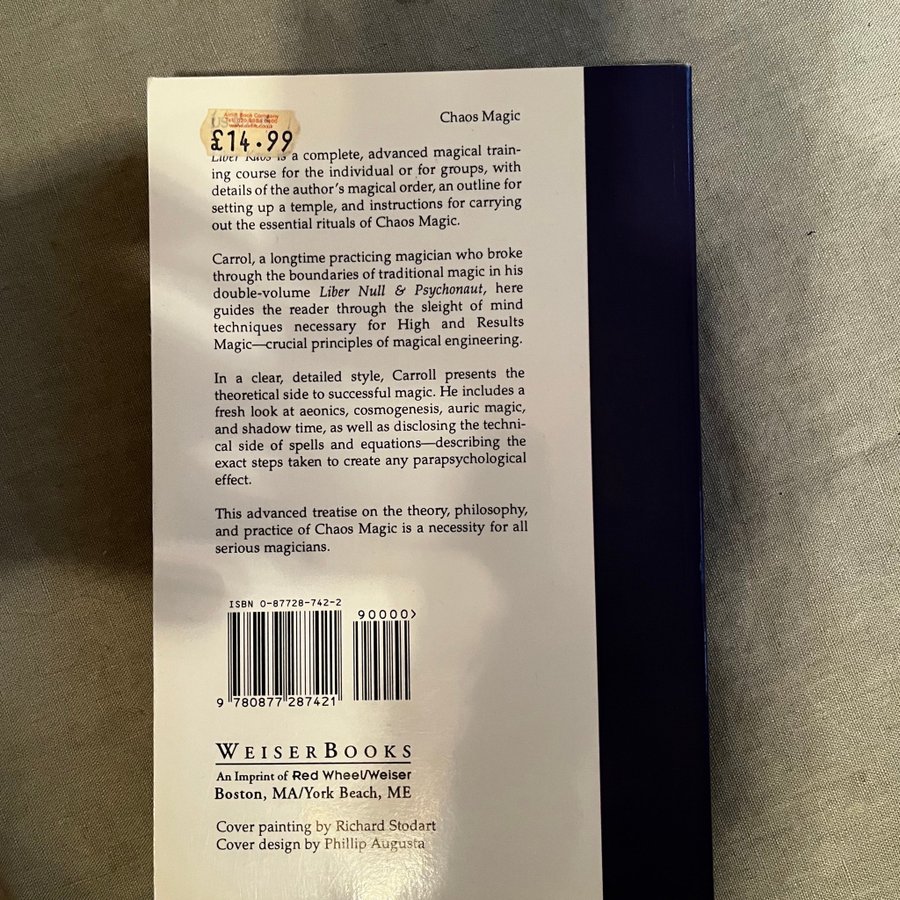 Chaos Magic
Airlift Book Company
£14.99
Liber Kaos is a complete, advanced magical train-
ing course for the individual or for groups, with
details of the author's magical order, an outline for
setting up a temple, and instructions for carrying
out the essential rituals of Chaos Magic.
Carrol, a longtime practicing magician who broke
through the boundaries of traditional magic in his
double-volume Liber Null & Psychonaut, here
guides the reader through the sleight of mind
techniques necessary for High and Results
Magic—crucial principles of magical engineering.
In a clear, detailed style, Carroll presents the
theoretical side to successful magic. He includes a
fresh look at aeonics, cosmogenesis, auric magic,
and shadow time, as well as disclosing the techni-
cal side of spells and equations—describing the
exact steps taken to create any parapsychological
effect.
This advanced treatise on the theory, philosophy,
and practice of Chaos Magic is a necessity for all
serious magicians.
ISBN 0-87728-742-2
90000>
9 780877 287421
WEISERBOOKS
An Imprint of Red Wheel/Weiser
Boston, MA/York Beach, ME
Cover painting by Richard Stodart
Cover design by Phillip Augusta